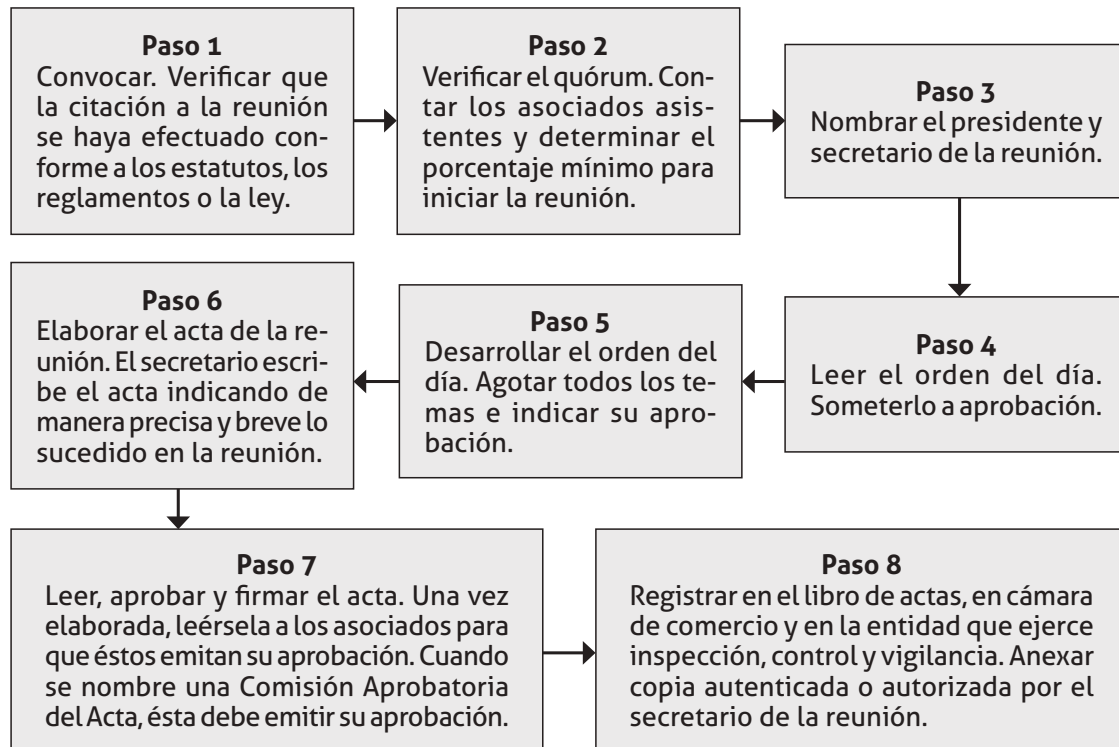 Paso 1
Convocar. Verificar que
la citación a la reunión
se haya efectuado con-
forme a los estatutos, los
reglamentos o la ley.
Paso 2
Verificar el quórum. Con-
tar los asociados asis-
tentes y determinar el
porcentaje mínimo para
iniciar la reunión.
Paso 3
Nombrar el presidente y
secretario de la reunión.
Paso 4
Leer el orden del día.
Someterlo a aprobación.
Paso 5
Desarrollar el orden del
día. Agotar todos los te-
mas e indicar su apro-
bación.
Paso 6
Elaborar el acta de la re-
unión. El secretario escri-
be el acta indicando de
manera precisa y breve lo
sucedido en la reunión.
Paso 7
Leer, aprobar y firmar el acta. Una vez
elaborada, leérsela a los asociados para
que éstos emitan su aprobación. Cuando
se nombre una Comisión Aprobatoria
del Acta, ésta debe emitir su aprobación.
Paso 8
Registrar en el libro de actas, en cámara
de comercio y en la entidad que ejerce
inspección, control y vigilancia. Anexar
copia autenticada o autorizada por el
secretario de la reunión.